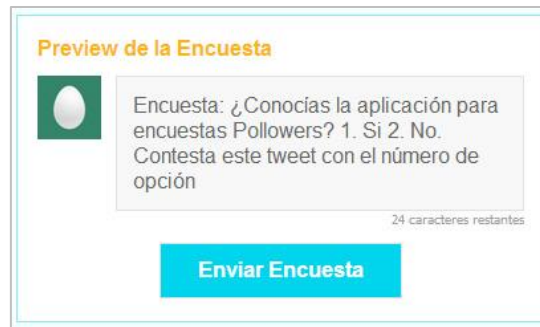 Preview de la Encuesta
Encuesta: ¿Conocías la aplicación para
encuestas Pollowers? 1. Si 2. No.
Contesta este tweet con el número de
opción
24 caracteres restantes
Enviar Encuesta